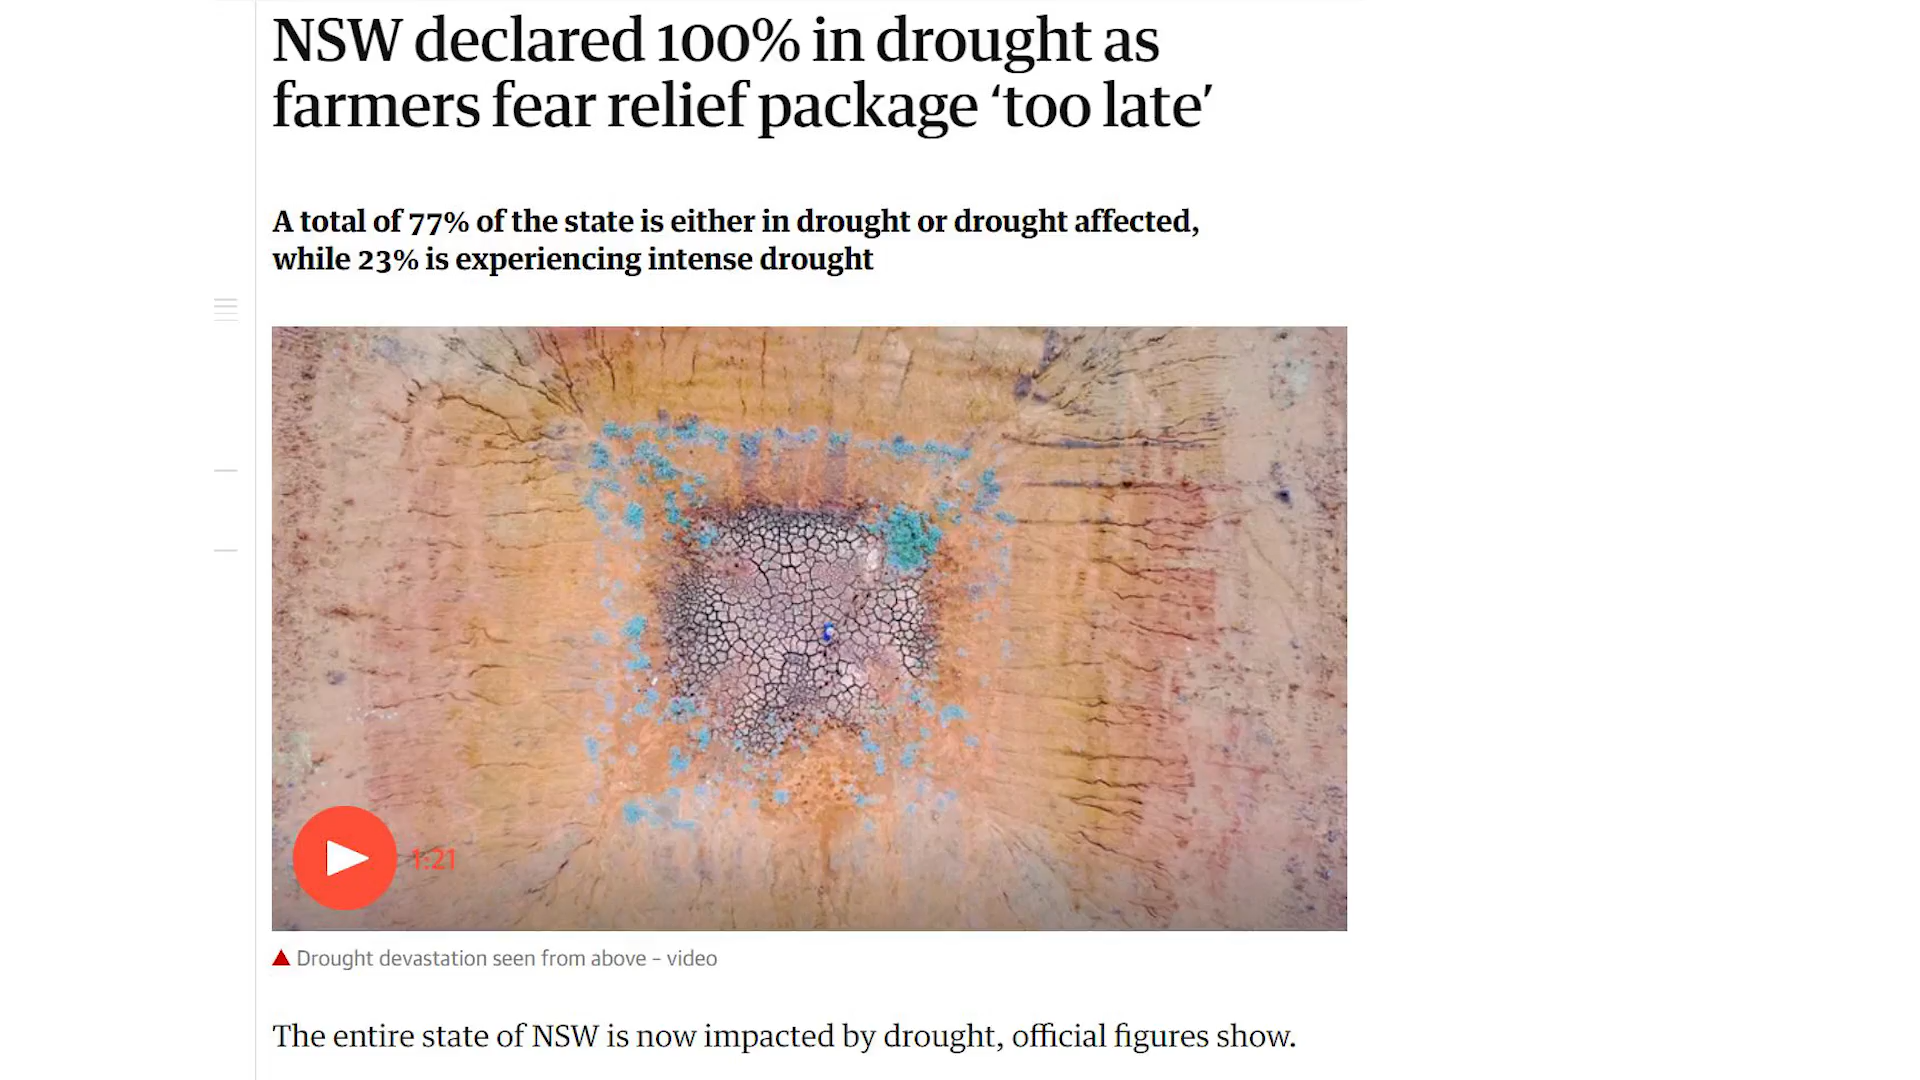 NSW declared 100% in drought as
farmers fear relief package ‘too late’
A total of 77% of the state is either in drought or drought affected,
while 23% is experiencing intense drought
1:21
Drought devastation seen from above – video
The entire state of NSW is now impacted by drought, official figures show.